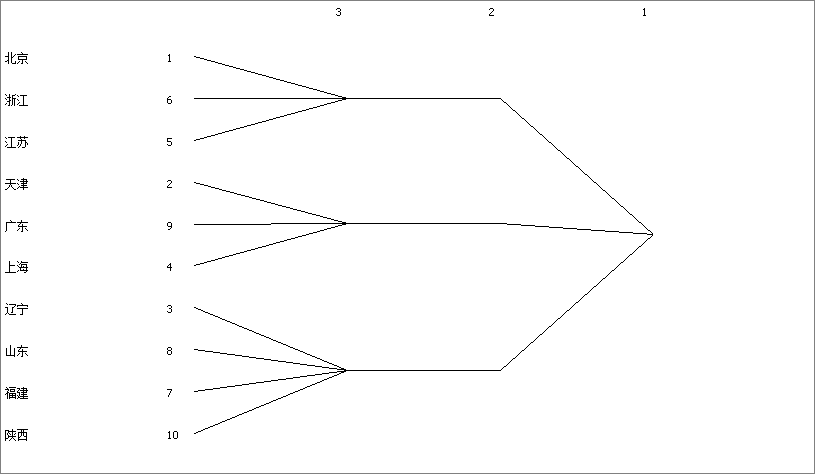 3 2 1
北京 1
浙江 6
江苏 5
天津 2
广东 9
上海 4
辽宁 3
山东 8
福建 7
陕西 10